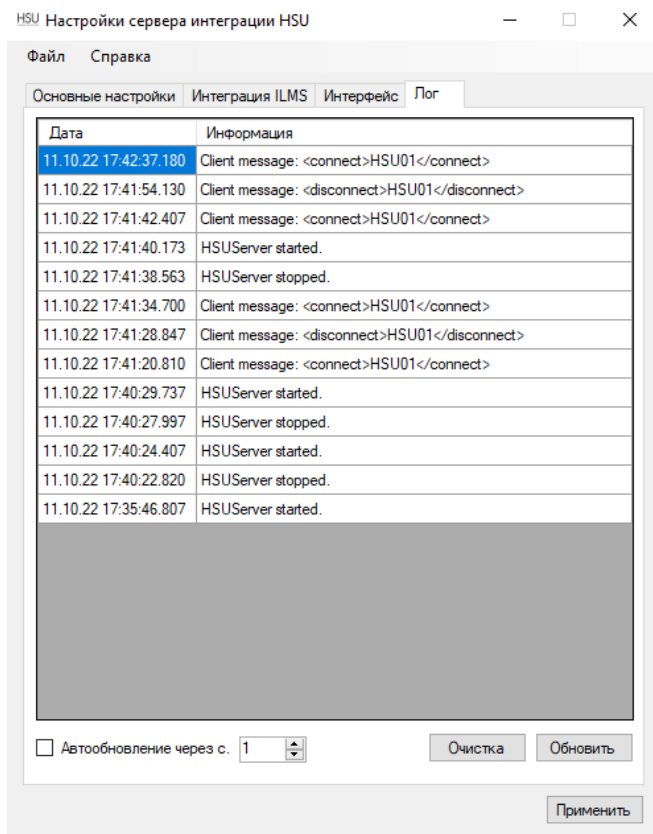 HSU Настройки сервера интеграции HSU
Файл Справка
Основные настройки Интеграция ILMS Интерфейс Лог
Дата Информация
11.10.22 17:42:37.180 Client message: <connect>HSU01</connect>
11.10.22 17:41:54.130 Client message: <disconnect>HSU01</disconnect>
11.10.22 17:41:42.407 Client message: <connect>HSU01</connect>
11.10.22 17:41:40.173 HSUServer started.
11.10.22 17:41:38.563 HSUServer stopped.
11.10.22 17:41:34.700 Client message: <connect>HSU01</connect>
11.10.22 17:41:28.847 Client message: <disconnect>HSU01</disconnect>
11.10.22 17:41:20.810 Client message: <connect>HSU01</connect>
11.10.22 17:40:29.737 HSUServer started.
11.10.22 17:40:27.997 HSUServer stopped.
11.10.22 17:40:24.407 HSUServer started.
11.10.22 17:40:22.820 HSUServer stopped.
11.10.22 17:35:46.807 HSUServer started.
Автообновление через с. 1 Очистка Обновить
Применить